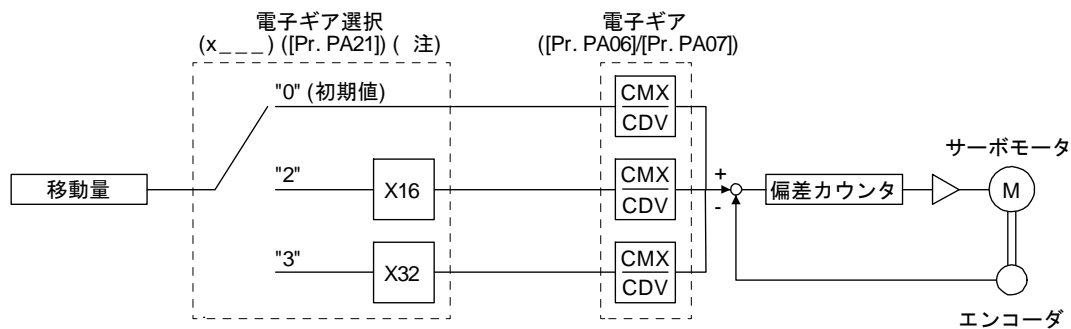 電子ギア選択
(x_ _ _) ([Pr. PA21]) ( 注)
電子ギア
([Pr. PA06]/[Pr. PA07])
"0" (初期値)
CMX
CDV
移動量
"2"
X16
CMX
CDV
+
-
偏差カウンタ
サーボモータ
M
"3"
X32
CMX
CDV
エンコーダ